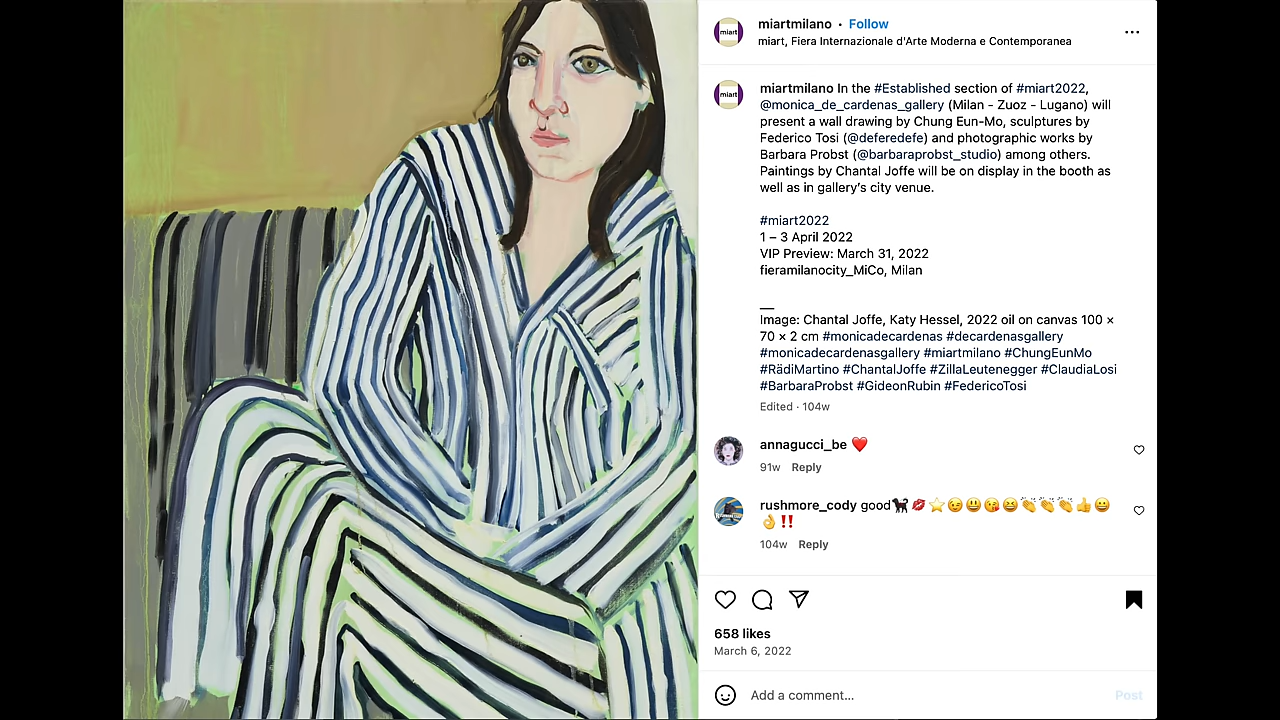 miart
miartmilano • Follow
miart, Fiera Internazionale d'Arte Moderna e Contemporanea
miart
miartmilano In the #Established section of #miart2022,
@monica_de_cardenas_gallery (Milan - Zuoz - Lugano) will
present a wall drawing by Chung Eun-Mo, sculptures by
Federico Tosi (@deferedefe) and photographic works by
Barbara Probst (@barbaraprobst_studio) among others.
Paintings by Chantal Joffe will be on display in the booth as
well as in gallery's city venue.
#miart2022
1 – 3 April 2022
VIP Preview: March 31, 2022
fieramilanocity_MiCo, Milan
__
Image: Chantal Joffe, Katy Hessel, 2022 oil on canvas 100 ×
70 × 2 cm #monicadecardenas #decardenasgallery
#monicadecardenasgallery #miartmilano #ChungEunMo
#RädiMartino #ChantalJoffe #ZillaLeutenegger #ClaudiaLosi
#BarbaraProbst #GideonRubin #FedericoTosi
Edited · 104w
annagucci_be ❤️
91w Reply
rushmore_cody good🐈‍⬛💋⭐😉😃😘😆👏👏👏👍😀
👌‼️
104w Reply
658 likes
March 6, 2022
Add a comment... Post